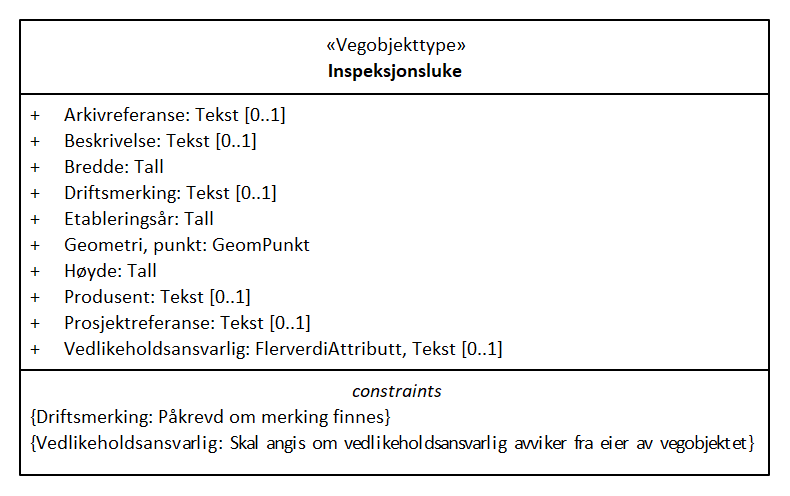 «Vegobjekttype»
Inspeksjonsluke
+ Arkivreferanse: Tekst [0..1]
+ Beskrivelse: Tekst [0..1]
+ Bredde: Tall
+ Driftsmerking: Tekst [0..1]
+ Etableringsår: Tall
+ Geometri, punkt: GeomPunkt
+ Høyde: Tall
+ Produsent: Tekst [0..1]
+ Prosjektreferanse: Tekst [0..1]
+ Vedlikeholdsansvarlig: FlerverdiAttributt, Tekst [0..1]
constraints
{Driftsmerking: Påkrevd om merking finnes}
{Vedlikeholdsansvarlig: Skal angis om vedlikeholdsansvarlig avviker fra eier av vegobjektet}